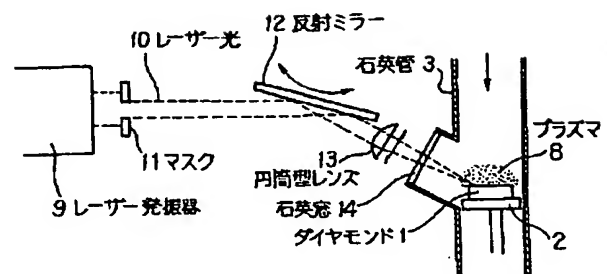 12 反射ミラー
10 レーザー光
石英管 3
プラズマ
8
11 マスク
13
円筒型レンズ
9 レーザー発振器
石英窓 14
ダイヤモンド 1
2